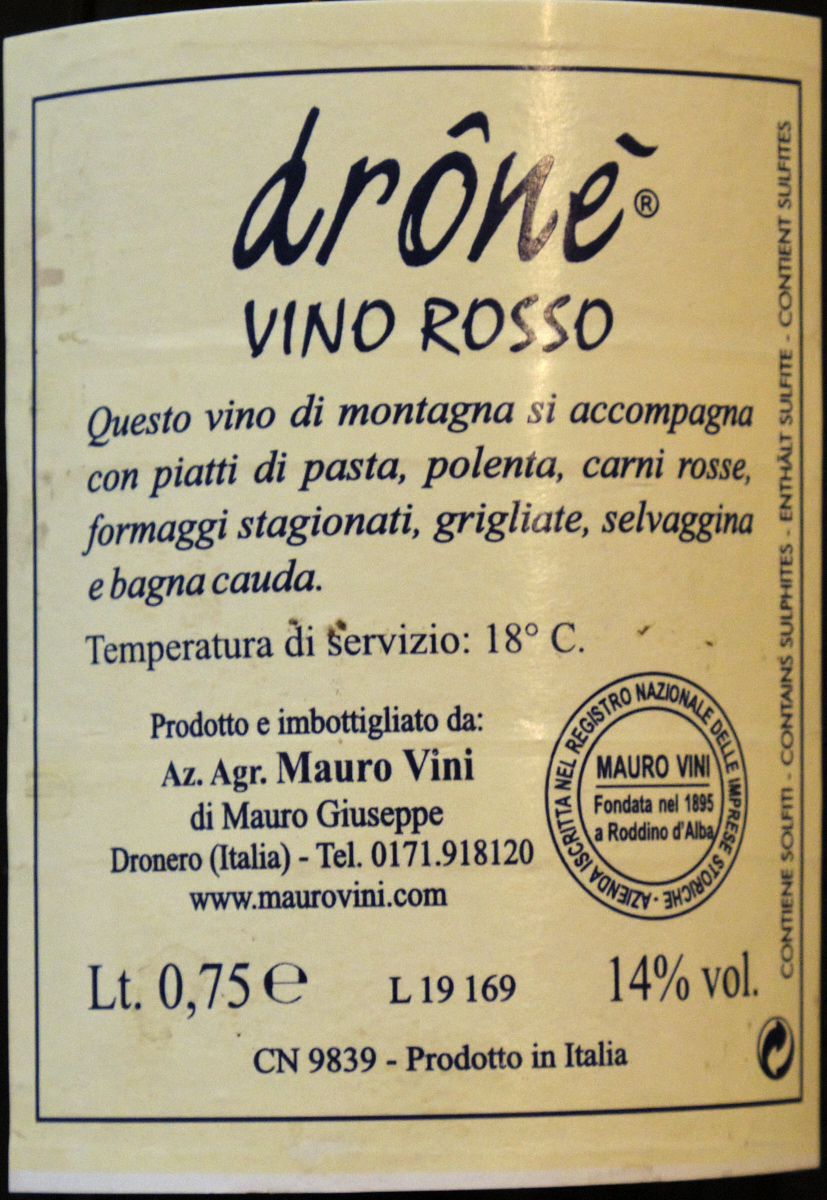 drônè®
VINO ROSSO
Questo vino di montagna si accompagna
con piatti di pasta, polenta, carni rosse,
formaggi stagionati, grigliate, selvaggina
e bagna cauda.
Temperatura di servizio: 18° C.
Prodotto e imbottigliato da:
Az. Agr. Mauro Vini
di Mauro Giuseppe
Dronero (Italia) - Tel. 0171.918120
www.maurovini.com
AZIENDA ISCRITTA NEL REGISTRO NAZIONALE DELLE IMPRESE STORICHE -
MAURO VINI
Fondata nel 1895
a Roddino d'Alba
Lt. 0,75 ℮ L 19 169 14% vol.
CN 9839 - Prodotto in Italia
CONTIENE SOLFITI - CONTAINS SULPHITES - ENTHÄLT SULFITE - CONTIENT SULFITES